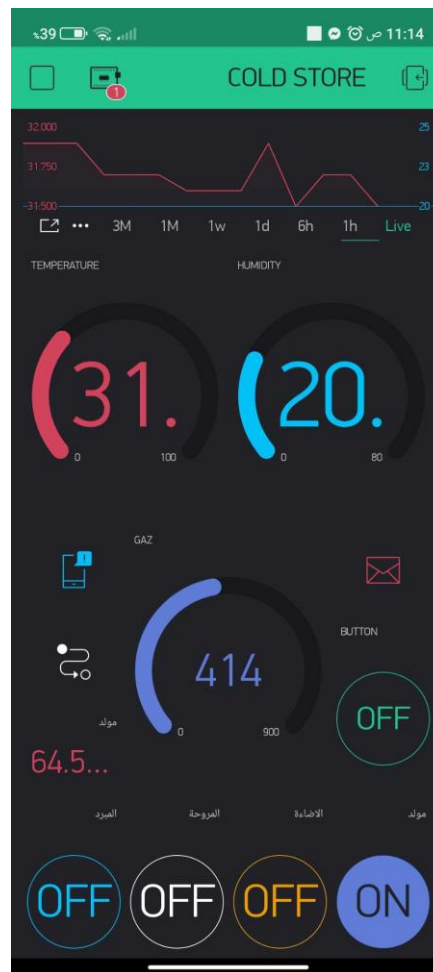 %39 11:14 ص
1
COLD STORE
32.000 25
31.750 23
31.500 20
••• 3M 1M 1w 1d 6h 1h Live
TEMPERATURE HUMIDITY
31. 20.
0 100 0 80
GAZ
BUTTON
414
OFF
مولد
0 900
64.5...
المبرد المروحة الاضاءة مولد
OFF OFF OFF ON